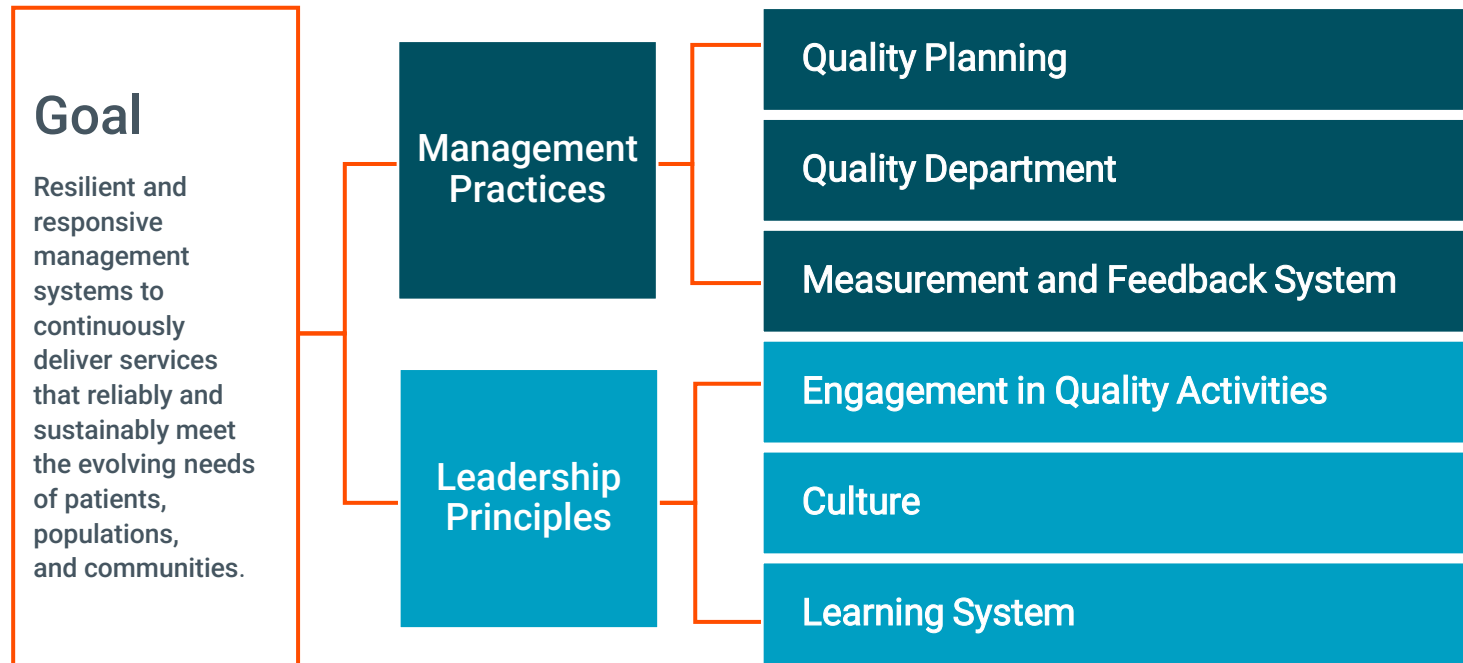 Goal
Resilient and
responsive
management
systems to
continuously
deliver services
that reliably and
sustainably meet
the evolving needs
of patients,
populations,
and communities.
Management
Practices
Quality Planning
Quality Department
Measurement and Feedback System
Leadership
Principles
Engagement in Quality Activities
Culture
Learning System